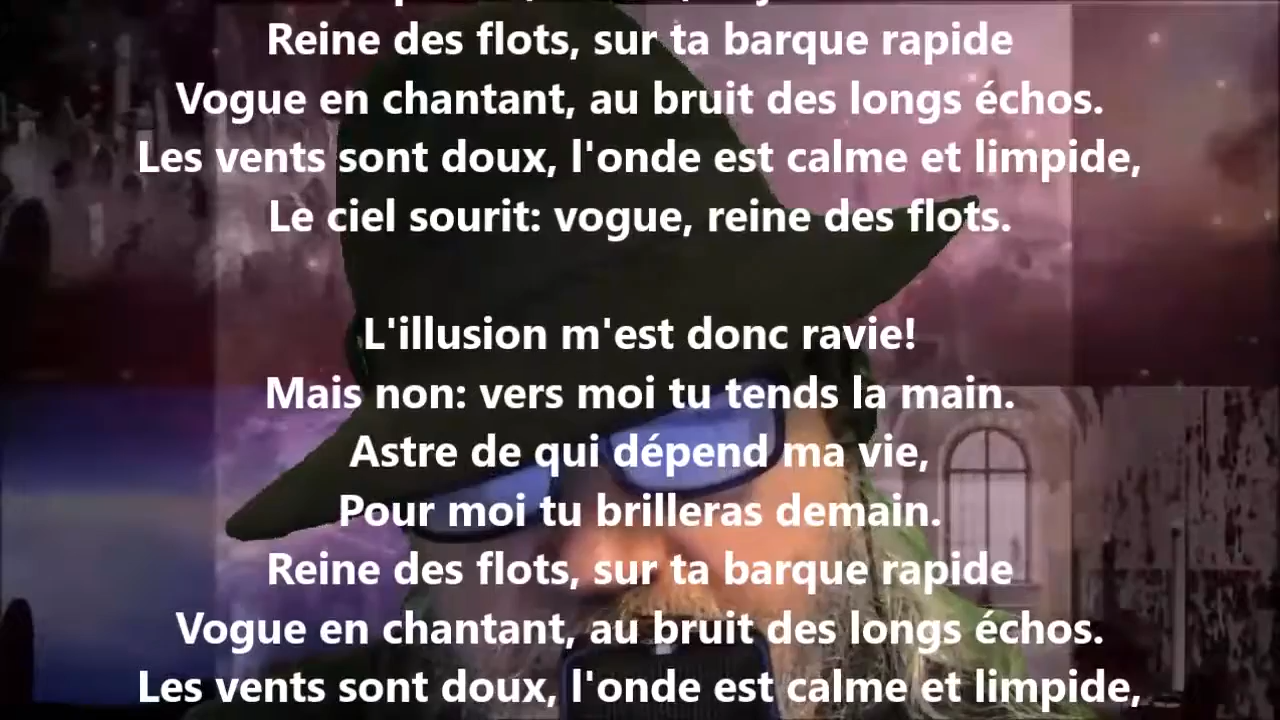 Reine des flots, sur ta barque rapide
Vogue en chantant, au bruit des longs échos.
Les vents sont doux, l'onde est calme et limpide,
Le ciel sourit: vogue, reine des flots.
L'illusion m'est donc ravie!
Mais non: vers moi tu tends la main.
Astre de qui dépend ma vie,
Pour moi tu brilleras demain.
Reine des flots, sur ta barque rapide
Vogue en chantant, au bruit des longs échos.
Les vents sont doux, l'onde est calme et limpide,